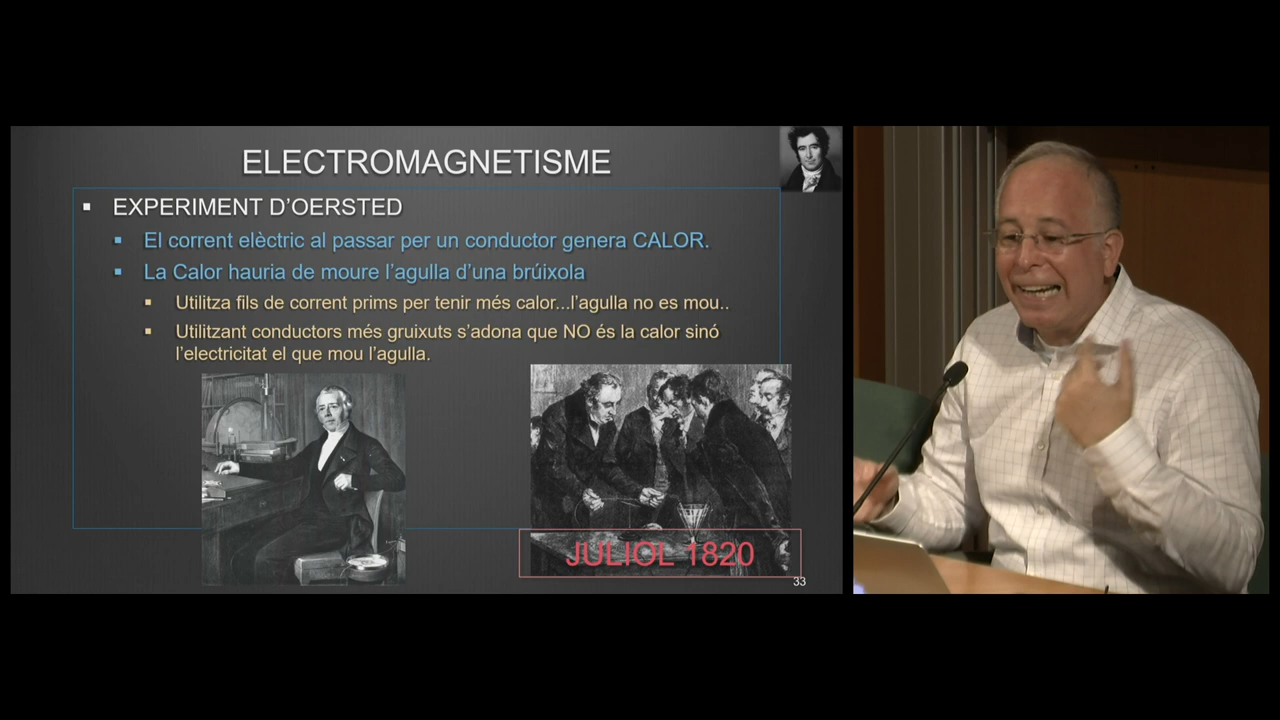 ELECTROMAGNETISME
EXPERIMENT D'OERSTED
El corrent elèctric al passar per un conductor genera CALOR.
La Calor hauria de moure l'agulla d'una brúixola
Utilitza fils de corrent prims per tenir més calor...l'agulla no es mou..
Utilitzant conductors més gruixuts s'adona que NO és la calor sinó
l'electricitat el que mou l'agulla.
JULIOL 1820
33